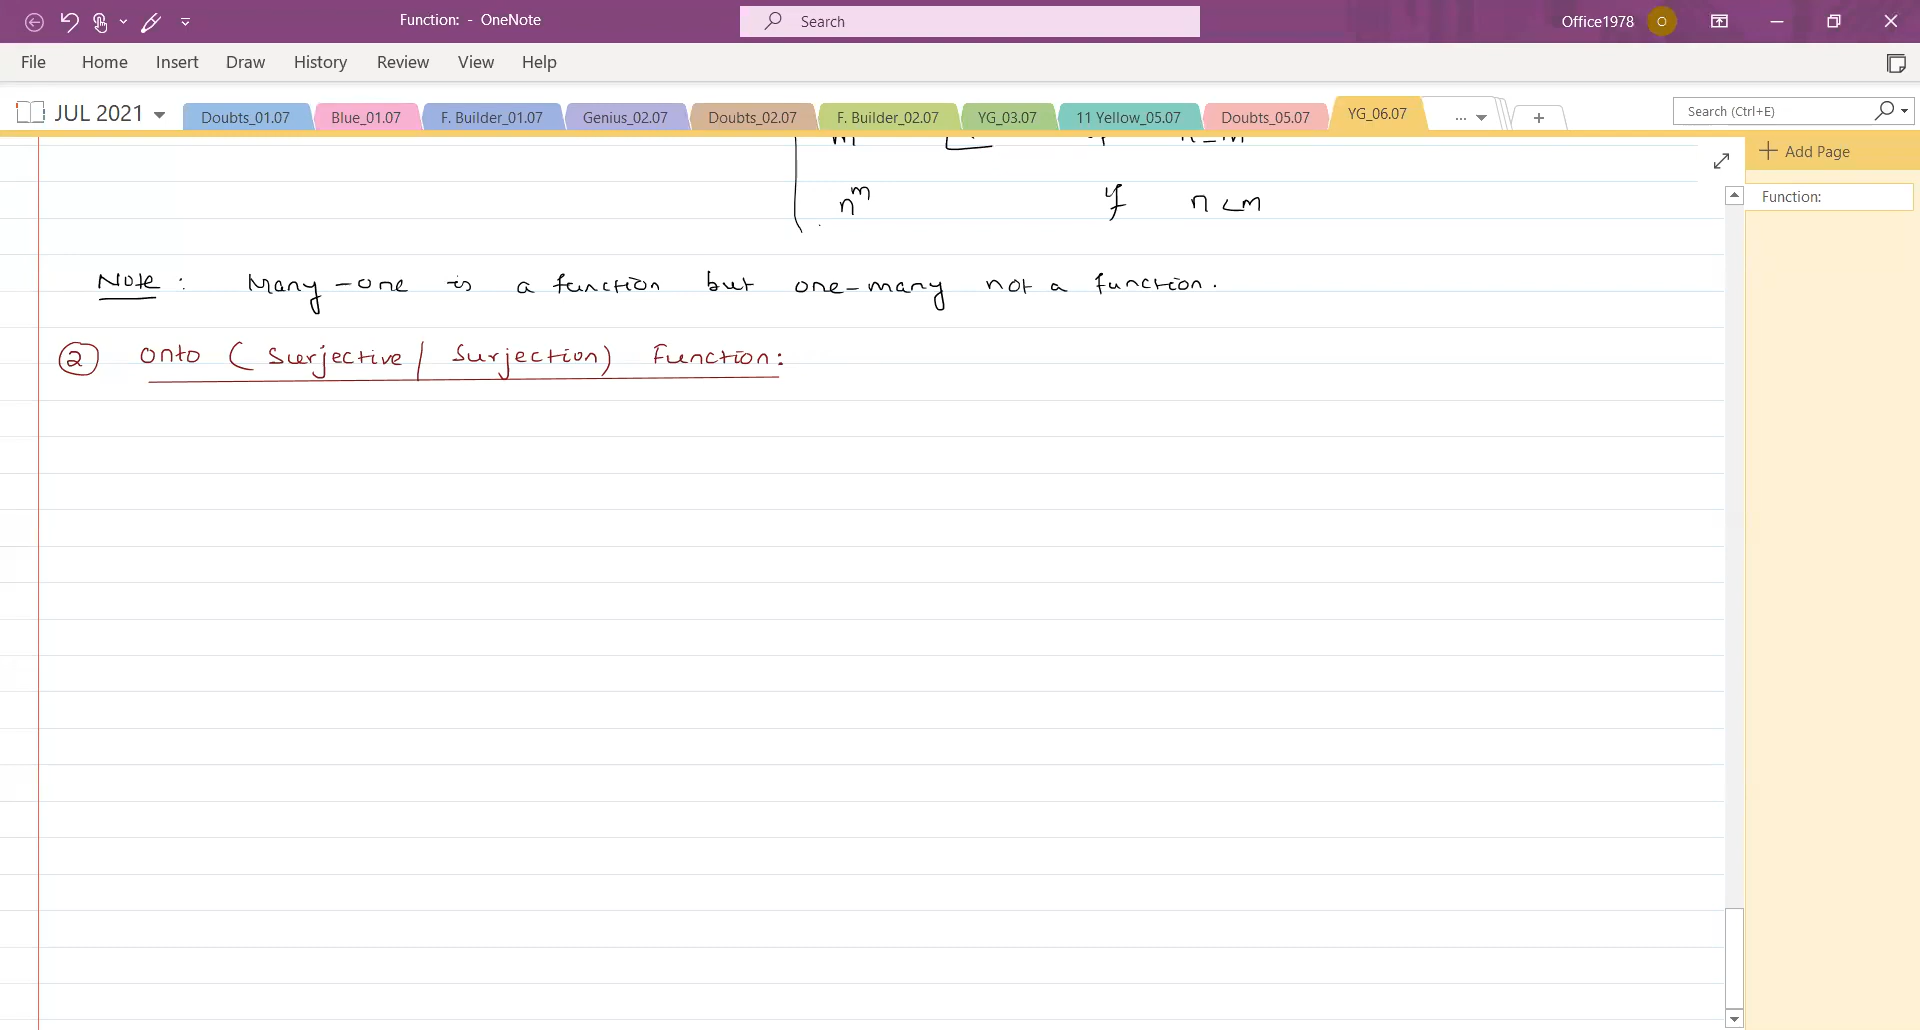 Function: - OneNote
Search
Office1978
O
File Home Insert Draw History Review View Help
JUL 2021
Doubts_01.07 Blue_01.07 F. Builder_01.07 Genius_02.07 Doubts_02.07 F. Builder_02.07 YG_03.07 11 Yellow_05.07 Doubts_05.07 YG_06.07 ... +
Search (Ctrl+E)
Add Page
Function:
n^m if n<m
Note: Many-one is a function but one-many not a function.
2 Onto (Surjective/Surjection) Function: